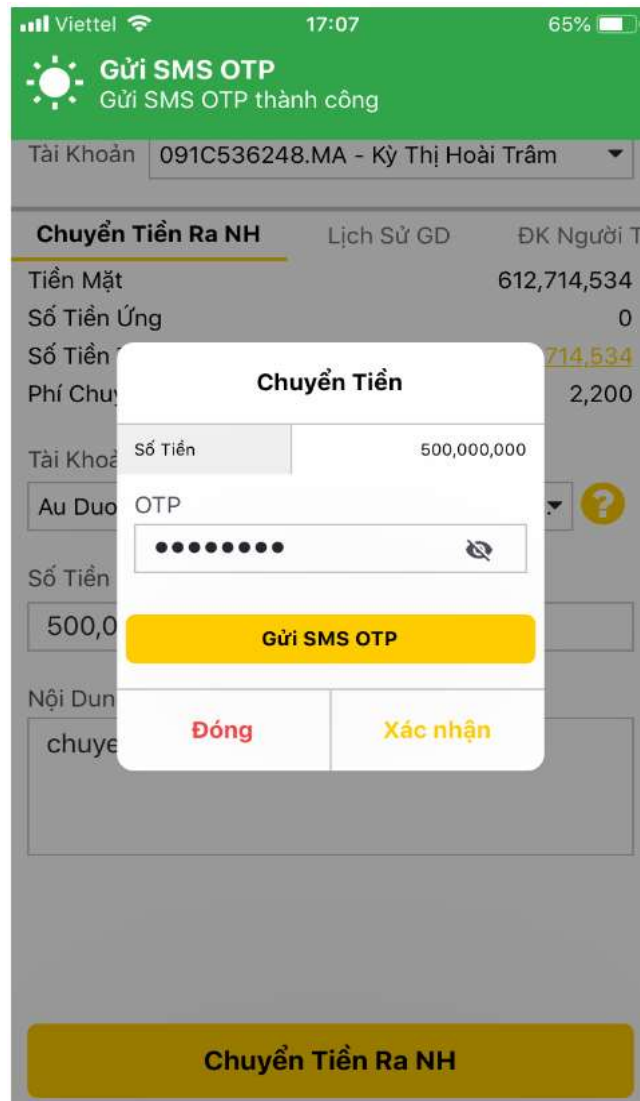 Viettel 17:07 65%
Gửi SMS OTP
Gửi SMS OTP thành công
Tài Khoản 091C536248.MA - Kỳ Thị Hoài Trâm
Chuyển Tiền Ra NH Lịch Sử GD ĐK Người T
Tiền Mặt 612,714,534
Số Tiền Ứng 0
Số Tiền 714,534
Phí Chuy 2,200
Chuyển Tiền
Số Tiền 500,000,000
Tài Khoả
Au Duo
OTP
Số Tiền
500,0
Gửi SMS OTP
Nội Dun
chuye
Đóng Xác nhận
Chuyển Tiền Ra NH